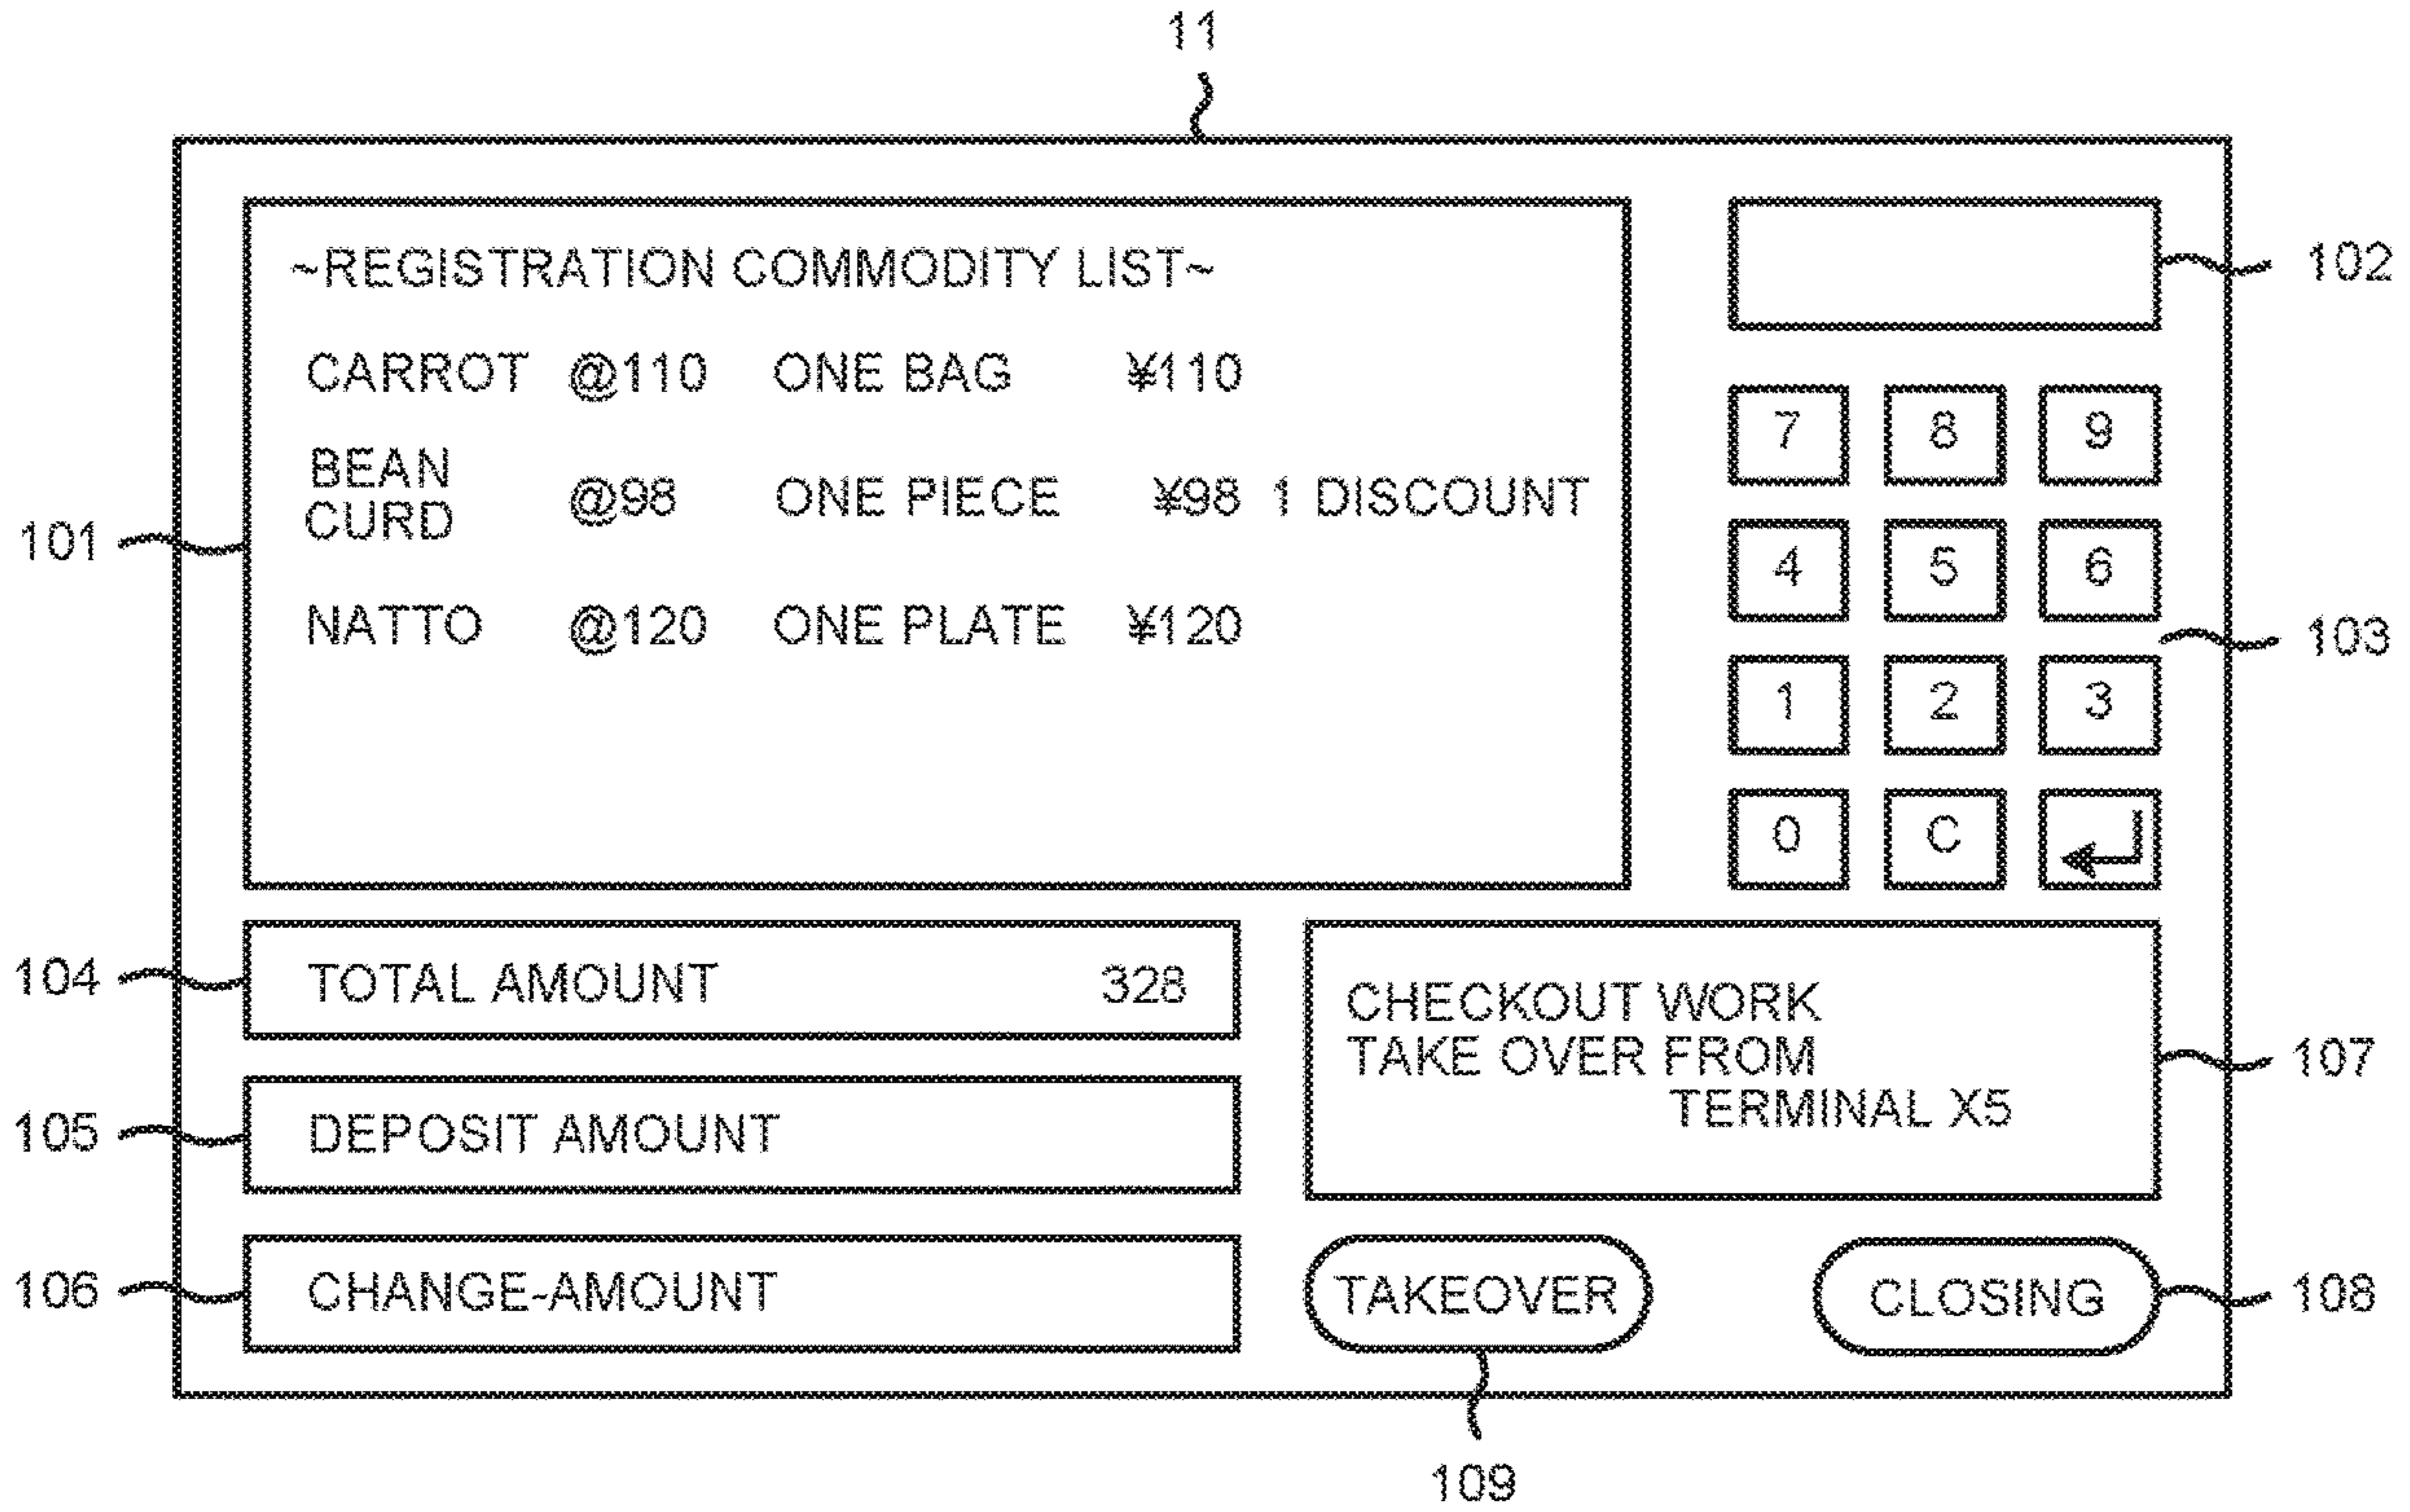 11
~REGISTRATION COMMODITY LIST~
CARROT @110 ONE BAG ¥110
BEAN
CURD @98 ONE PIECE ¥98 1 DISCOUNT
NATTO @120 ONE PLATE ¥120
101
102
7 8 9
4 5 6
103
1 2 3
0 C
104
TOTAL AMOUNT 328
105
DEPOSIT AMOUNT
106
CHANGE-AMOUNT
CHECKOUT WORK
TAKE OVER FROM
TERMINAL X5
107
TAKEOVER
CLOSING
108
109